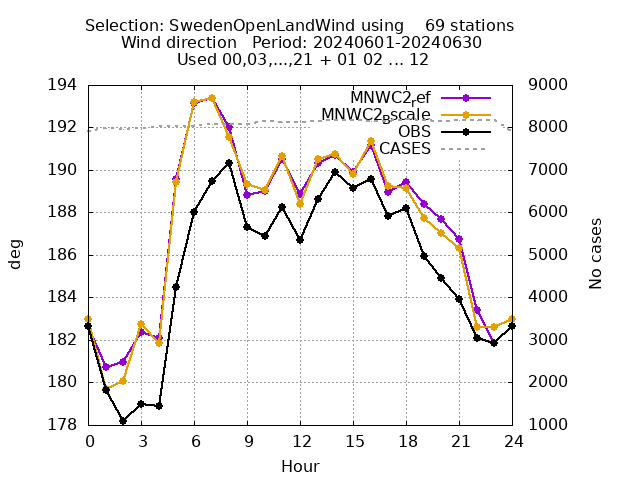 Selection: SwedenOpenLandWind using 69 stations
Wind direction Period: 20240601-20240630
Used 00,03,...,21 + 01 02 ... 12
194 9000
MNWC2_ref
MNWC2_Bscale
192 8000
OBS
CASES
190 7000
188 6000
186 5000
deg
No cases
184 4000
182 3000
180 2000
178 1000
0 3 6 9 12 15 18 21 24
Hour